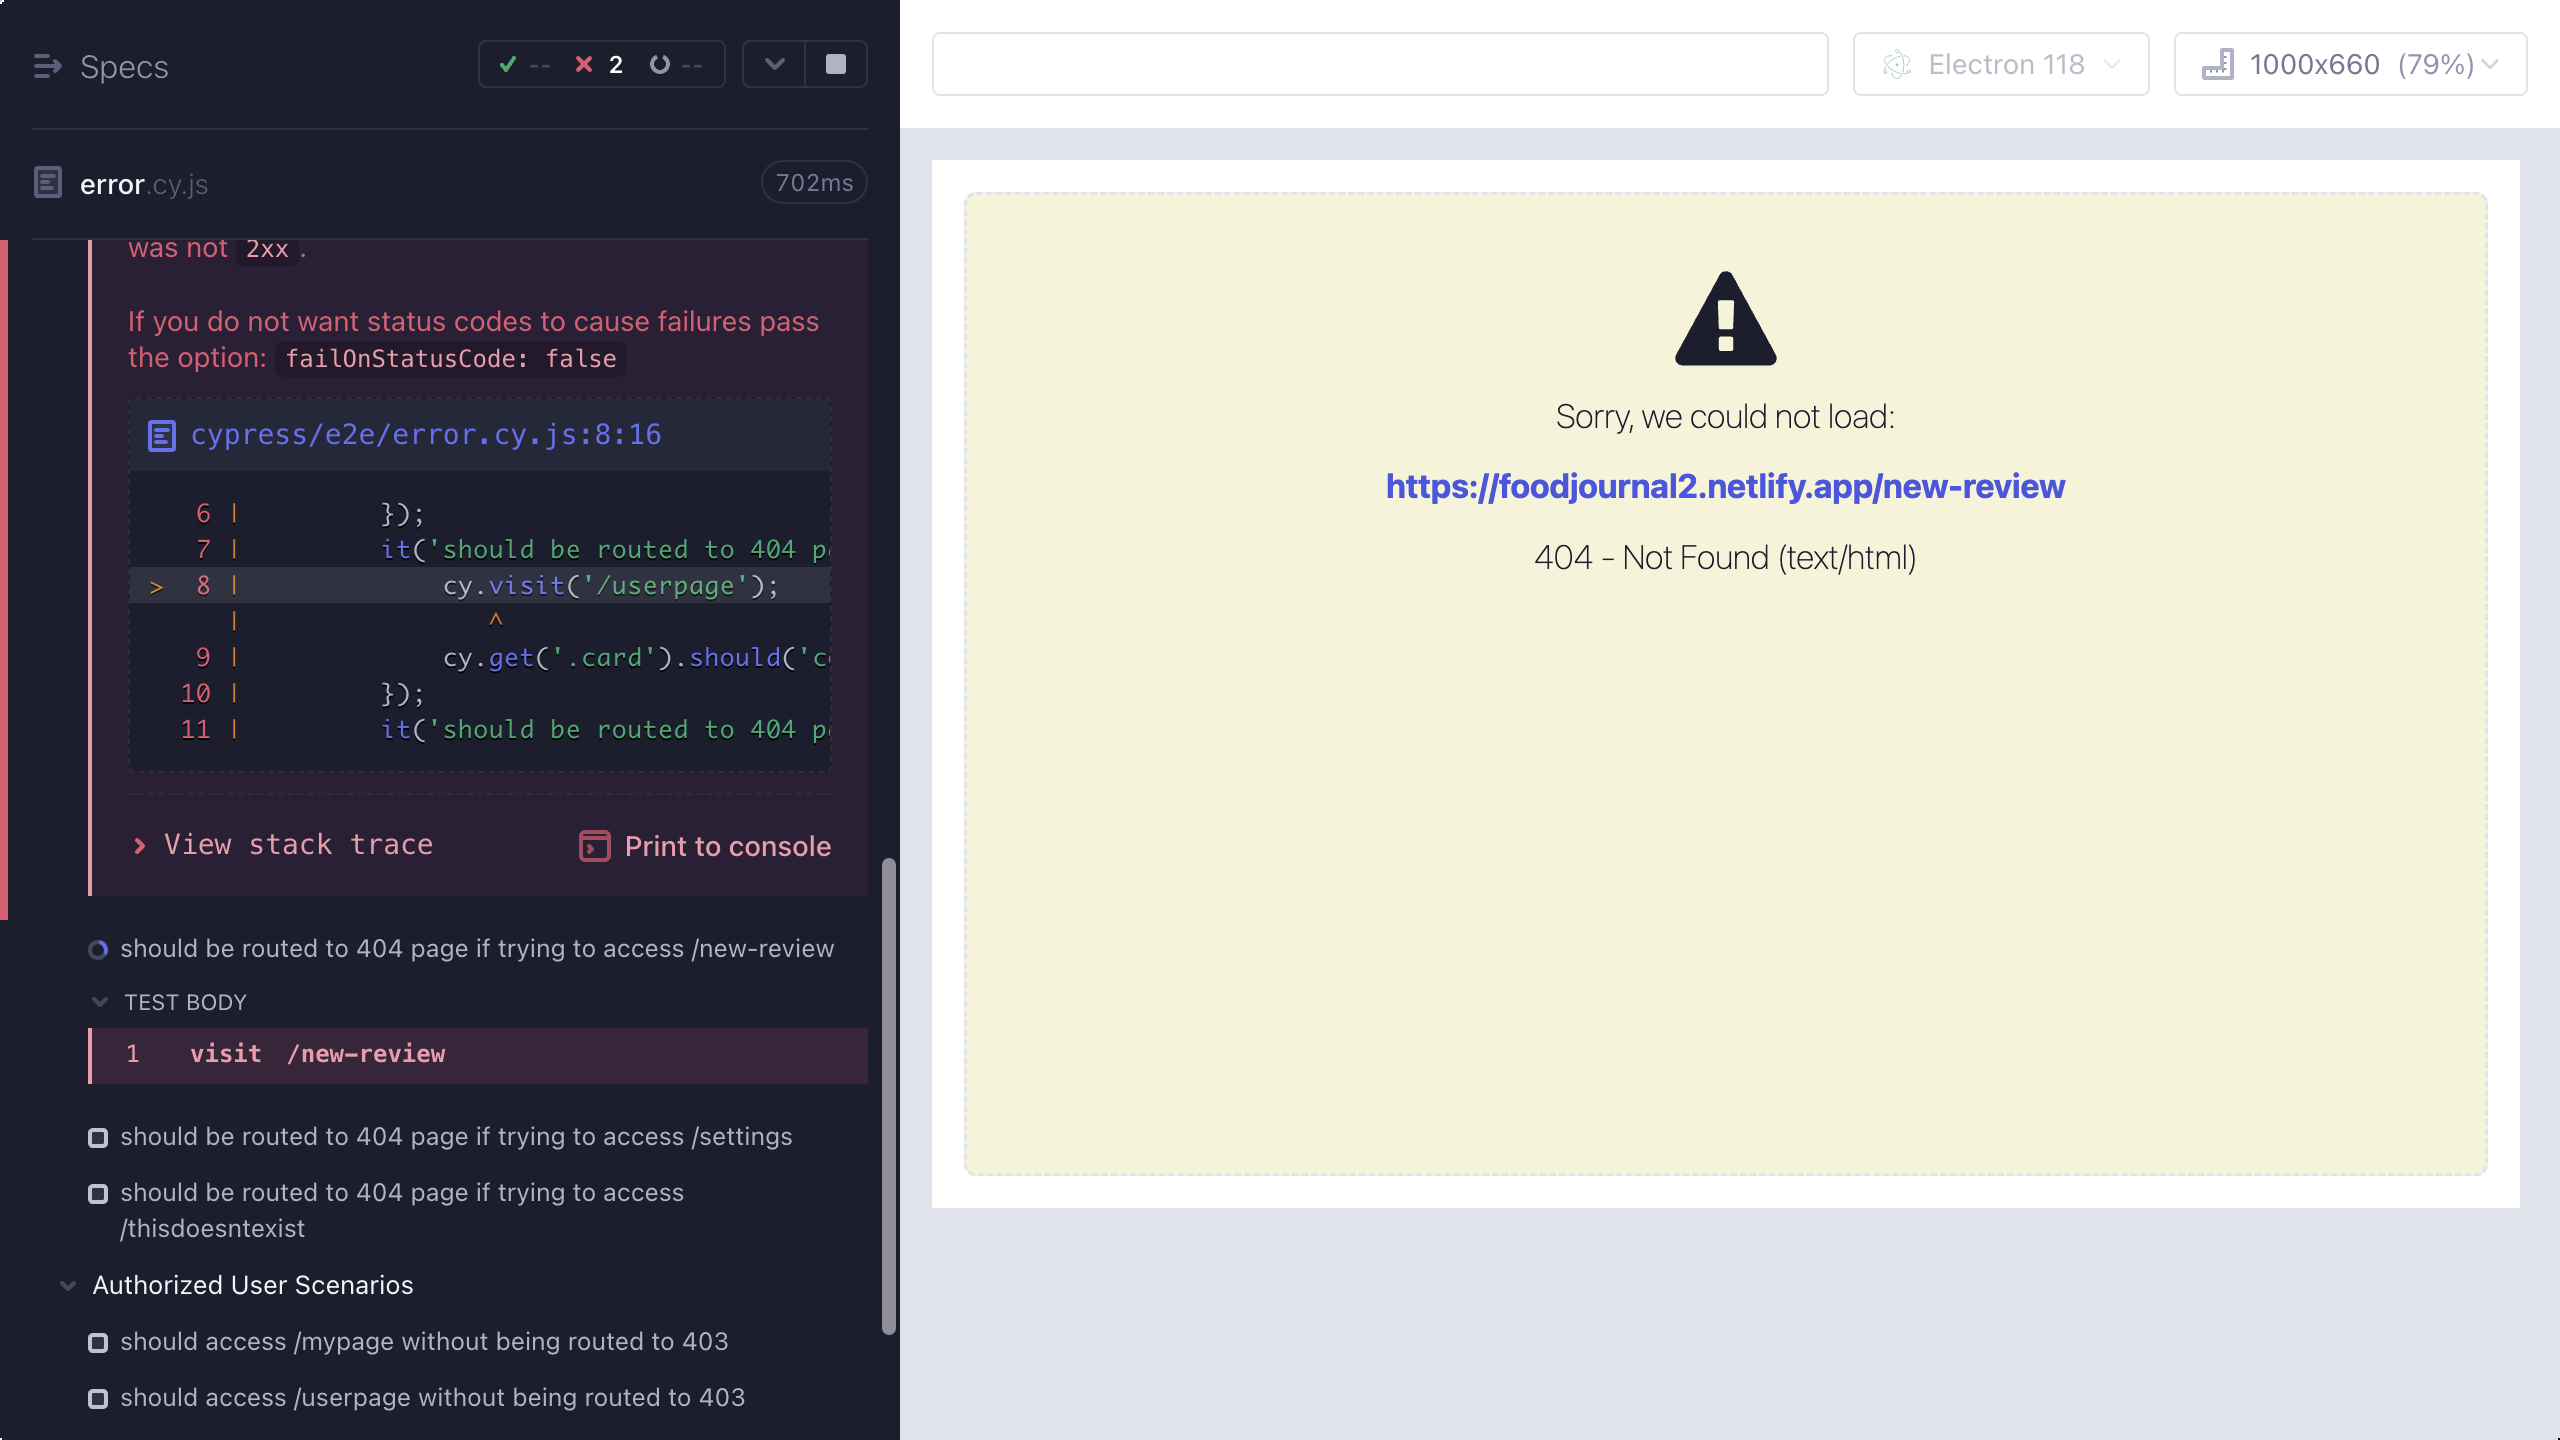 Specs
-- 2 --
error.cy.js
702ms
was not 2xx.
If you do not want status codes to cause failures pass
the option: failOnStatusCode: false
cypress/e2e/error.cy.js:8:16
6 | });
7 | it('should be routed to 404 p
> 8 | cy.visit('/userpage');
| ^
9 | cy.get('.card').should('c
10 | });
11 | it('should be routed to 404 p
View stack trace
Print to console
should be routed to 404 page if trying to access /new-review
TEST BODY
1 visit /new-review
should be routed to 404 page if trying to access /settings
should be routed to 404 page if trying to access
/thisdoesntexist
Authorized User Scenarios
should access /mypage without being routed to 403
should access /userpage without being routed to 403
Electron 118
1000x660 (79%)
Sorry, we could not load:
https://foodjournal2.netlify.app/new-review
404 - Not Found (text/html)